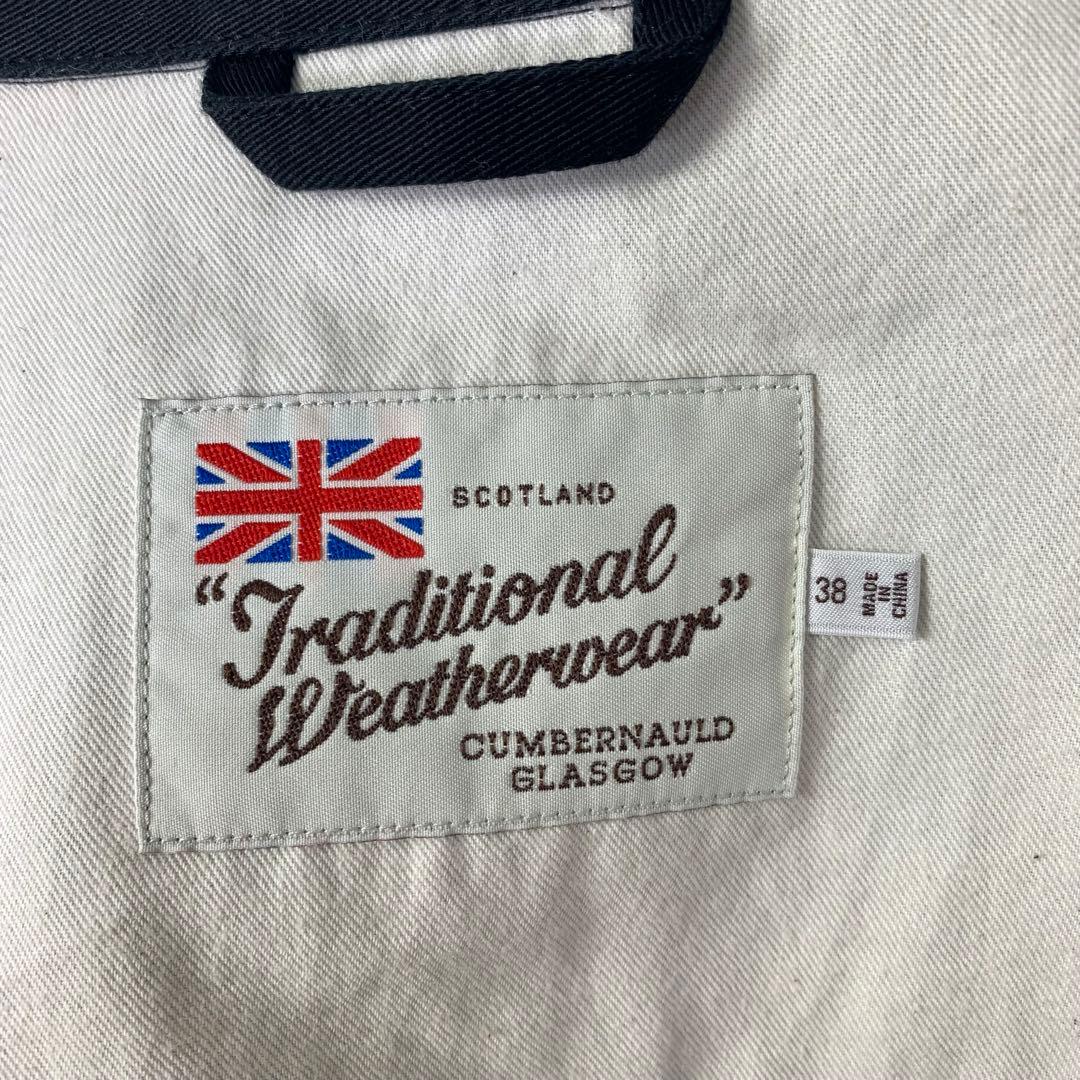 SCOTLAND
“Traditional
Weatherwear”
CUMBERNAULD
GLASGOW
38
MADE
IN
CHINA